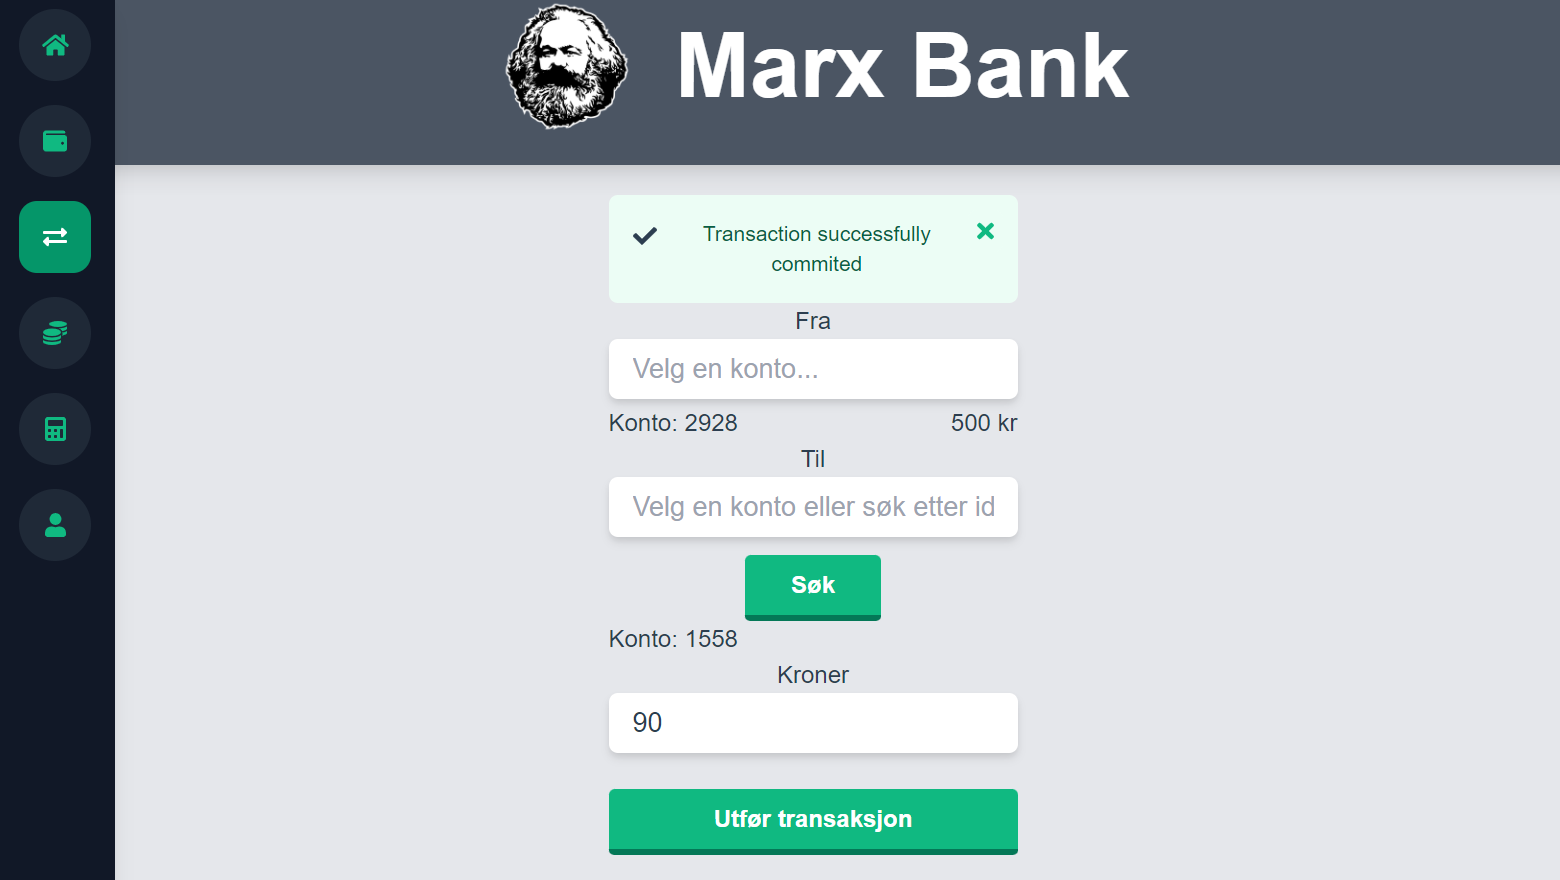 Marx Bank
Transaction successfully
commited
Fra
Velg en konto...
Konto: 2928 500 kr
Til
Velg en konto eller søk etter id
Søk
Konto: 1558
Kroner
90
Utfør transaksjon